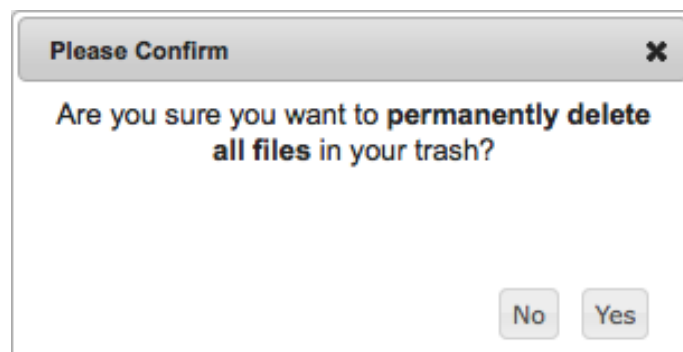 Please Confirm
Are you sure you want to permanently delete
all files in your trash?
No Yes